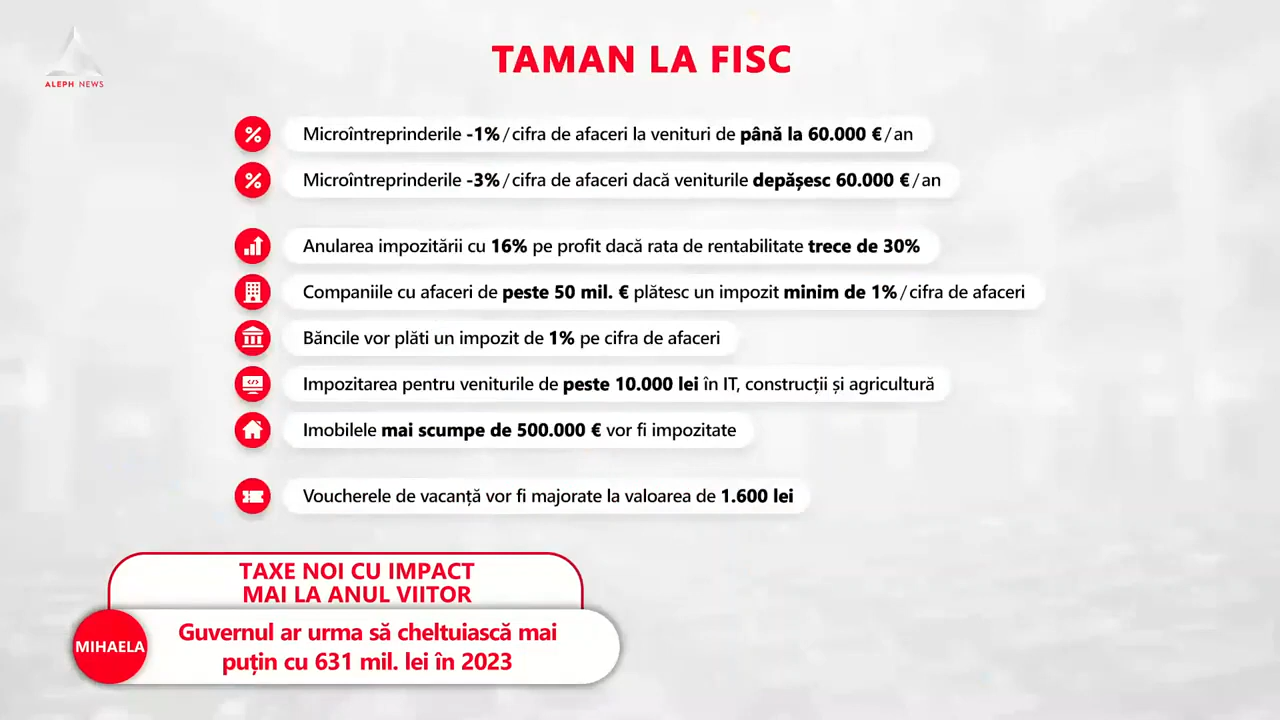 ALEPH NEWS
TAMAN LA FISC
Microîntreprinderile -1%/cifra de afaceri la venituri de până la 60.000 €/an
Microîntreprinderile -3%/cifra de afaceri dacă veniturile depășesc 60.000 €/an
Anularea impozitării cu 16% pe profit dacă rata de rentabilitate trece de 30%
Companiile cu afaceri de peste 50 mil. € plătesc un impozit minim de 1%/cifra de afaceri
Băncile vor plăti un impozit de 1% pe cifra de afaceri
Impozitarea pentru veniturile de peste 10.000 lei în IT, construcții și agricultură
Imobilele mai scumpe de 500.000 € vor fi impozitate
Voucherele de vacanță vor fi majorate la valoarea de 1.600 lei
TAXE NOI CU IMPACT
MAI LA ANUL VIITOR
MIHAELA
Guvernul ar urma să cheltuiască mai
puțin cu 631 mil. lei în 2023